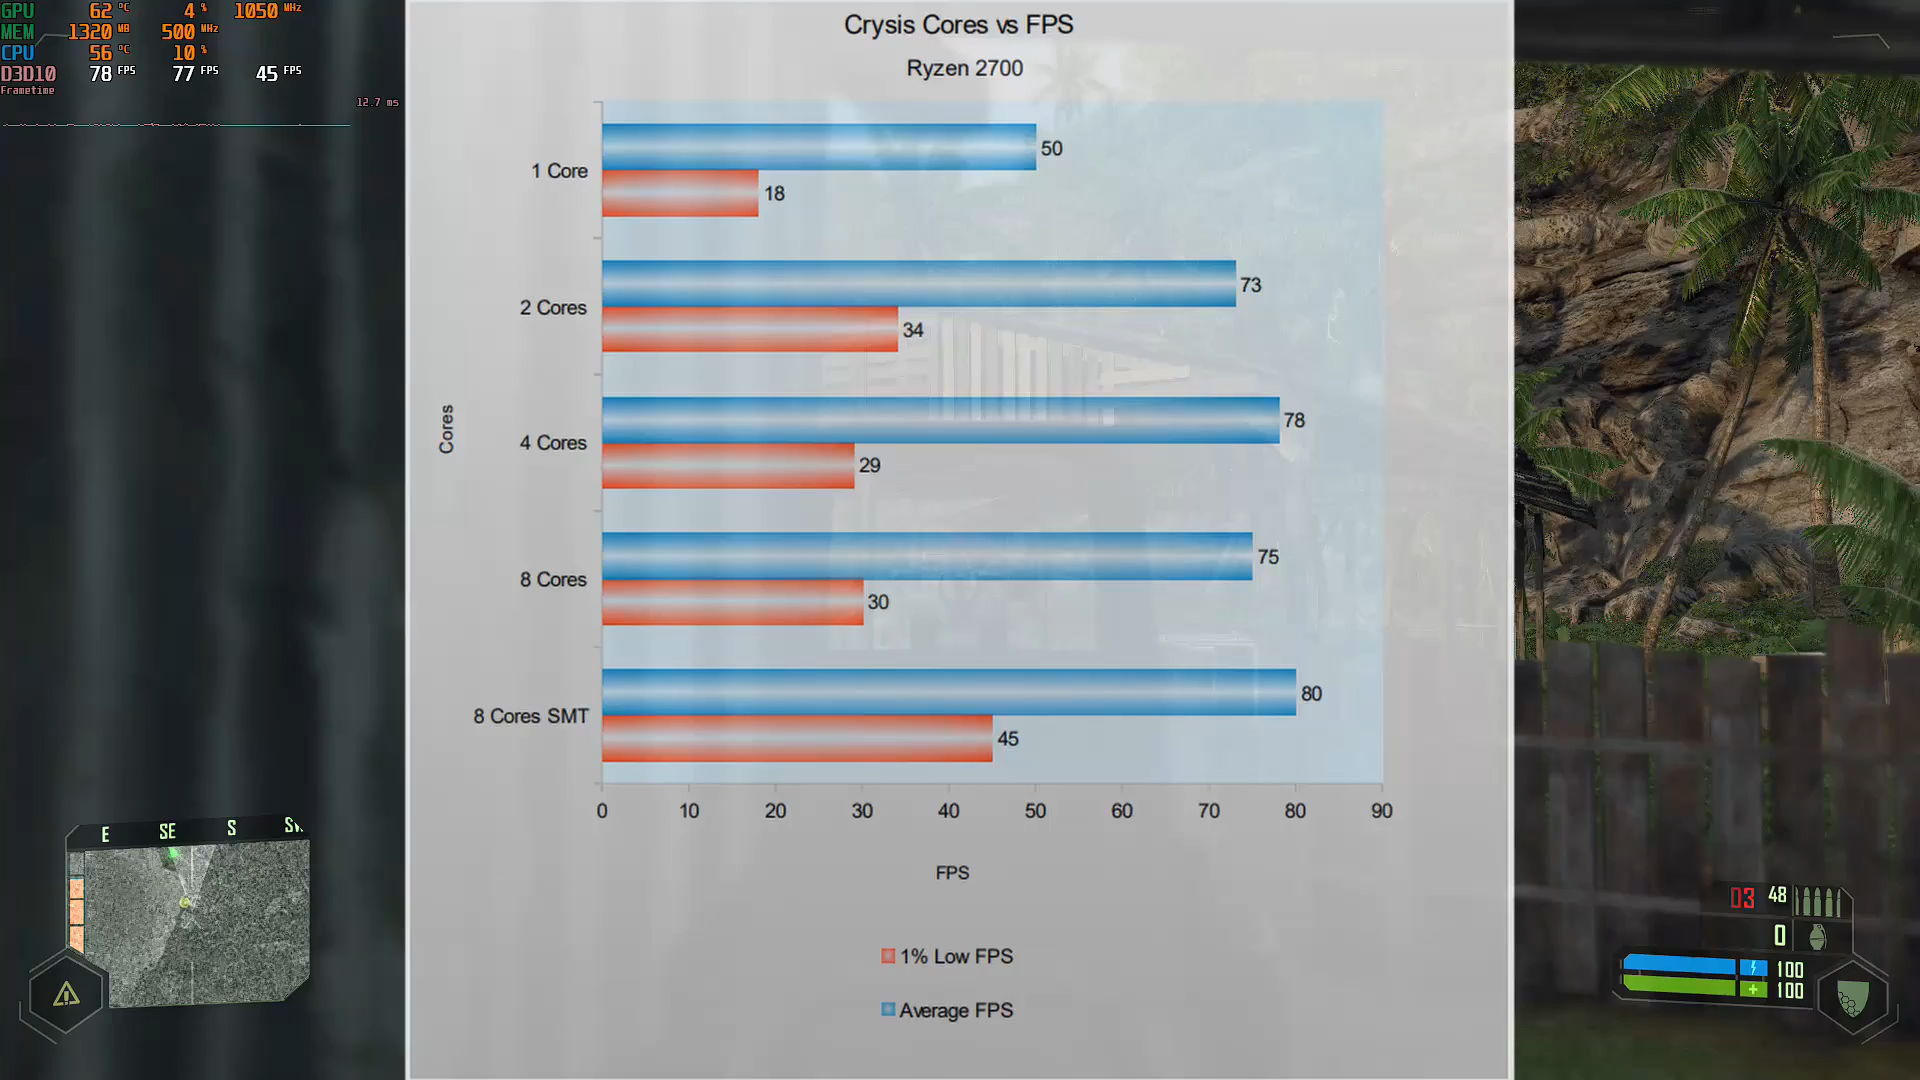 GPU 62 °C 4 % 1050 MHz
MEM 1320 MB 500 MHz
CPU 56 °C 10 %
D3D10 78 FPS 77 FPS 45 FPS
Frametime
12.7 ms
Crysis Cores vs FPS
Ryzen 2700
Cores
1 Core
50
18
2 Cores
73
34
4 Cores
78
29
8 Cores
75
30
8 Cores SMT
80
45
0 10 20 30 40 50 60 70 80 90
FPS
1% Low FPS
Average FPS
E SE S
03 48
0
100
100